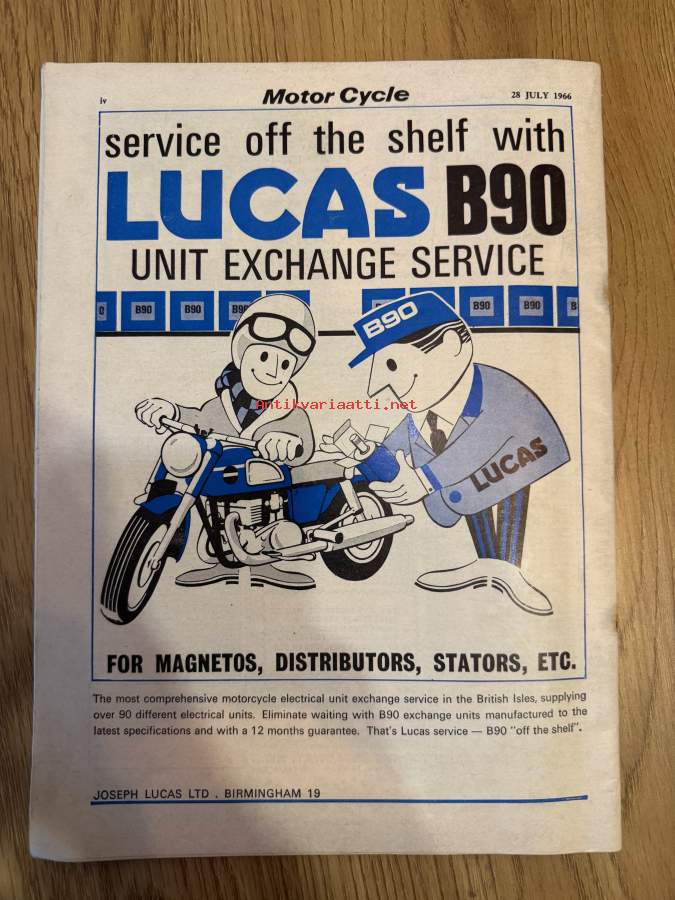 iv Motor Cycle 28 JULY 1966
service off the shelf with
LUCAS B90
UNIT EXCHANGE SERVICE
B90 B90 B90 B90 B90 B
B90
Antikvariaatti.net
LUCAS
FOR MAGNETOS, DISTRIBUTORS, STATORS, ETC.
The most comprehensive motorcycle electrical unit exchange service in the British Isles, supplying
over 90 different electrical units. Eliminate waiting with B90 exchange units manufactured to the
latest specifications and with a 12 months guarantee. That's Lucas service — B90 "off the shelf".
JOSEPH LUCAS LTD . BIRMINGHAM 19